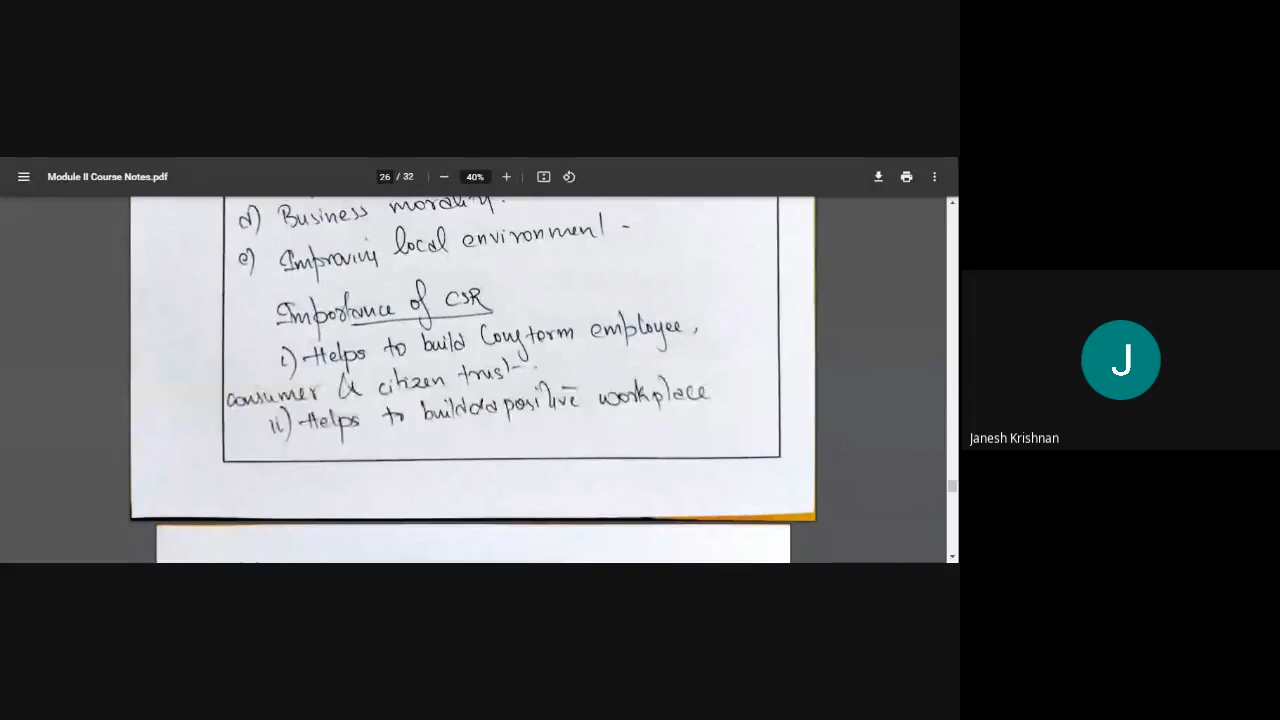 Module II Course Notes.pdf
26 / 32
40%
d) Business morality.
e) Improving local environment -
Importance of CSR
i) Helps to build long term employee,
consumer & citizen trust.
ii) Helps to build positive workplace
J
Janesh Krishnan